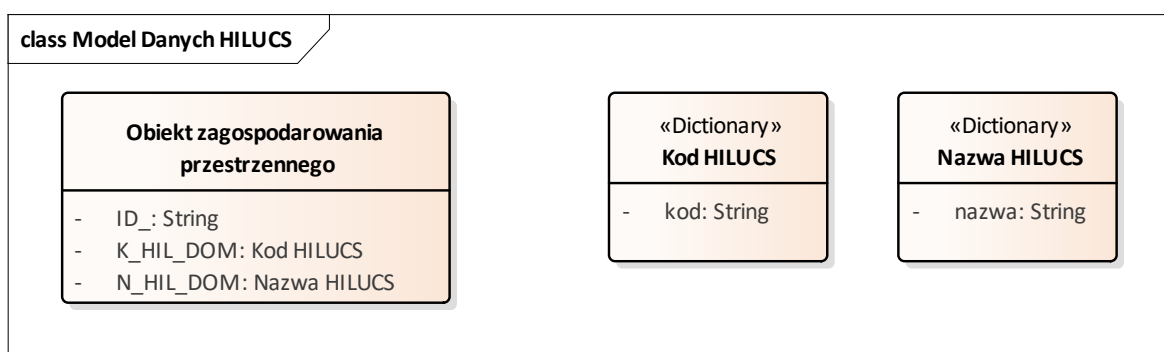 class Model Danych HILUCS
Obiekt zagospodarowania
przestrzennego
- ID_: String
- K_HIL_DOM: Kod HILUCS
- N_HIL_DOM: Nazwa HILUCS
«Dictionary»
Kod HILUCS
- kod: String
«Dictionary»
Nazwa HILUCS
- nazwa: String